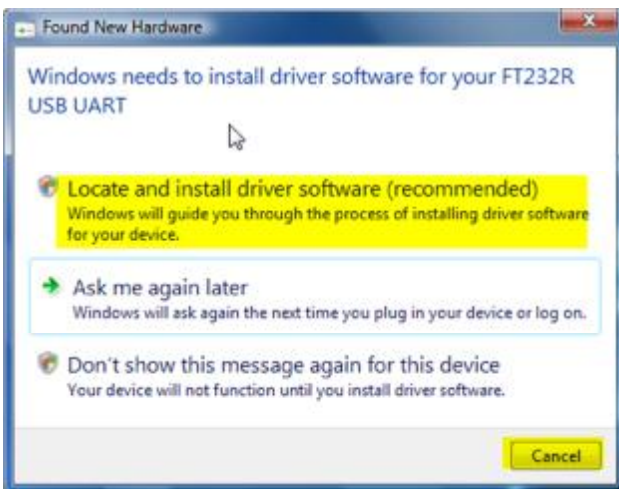 Found New Hardware
Windows needs to install driver software for your FT232R
USB UART
Locate and install driver software (recommended)
Windows will guide you through the process of installing driver software
for your device.
Ask me again later
Windows will ask again the next time you plug in your device or log on.
Don't show this message again for this device
Your device will not function until you install driver software.
Cancel